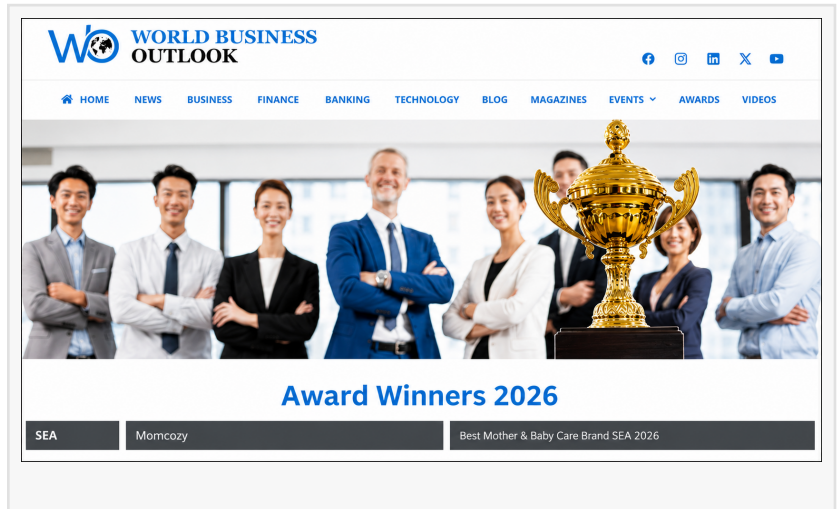 WORLD BUSINESS
OUTLOOK
HOME NEWS BUSINESS FINANCE BANKING TECHNOLOGY BLOG MAGAZINES EVENTS AWARDS VIDEOS
Award Winners 2026
SEA Momcozy Best Mother & Baby Care Brand SEA 2026